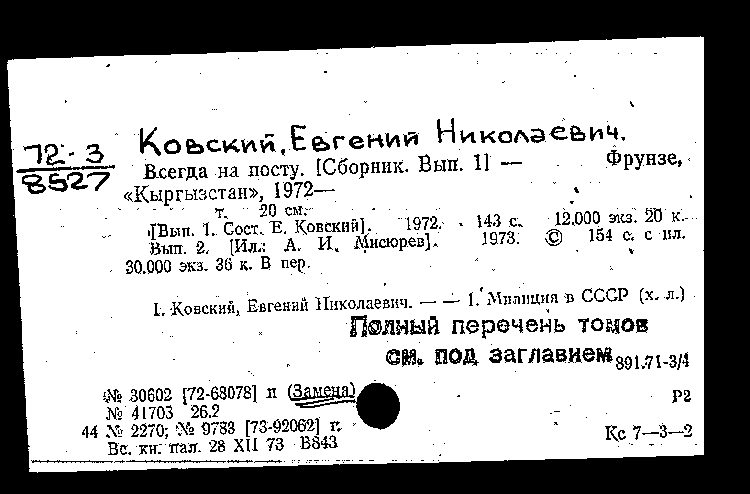 72-3
8527
Ковский, Евгений Николаевич.
Всегда на посту. [Сборник. Вып. 1] — Фрунзе,
«Кыргызстан», 1972—
т. 20 см.
[Вып. 1. Сост. Е. Ковский]. 1972. 143 с. 12.000 экз. 20 к.
Вып. 2. [Ил.: А. И. Мисюрев]. 1973. © 154 с. с ил.
30.000 экз. 36 к. В пер.
I. Ковский, Евгений Николаевич. — — 1. Милиция в СССР (х. л.)
Полный перечень томов
см. под заглавием
891.71-3/4
№ 30602 [72-68078] п (Замена)
Р2
№ 41703 26.2
44 № 2270; № 9783 [73-92062] г.
Кс 7—3—2
Вс. кн. пал. 28 XII 73 В843